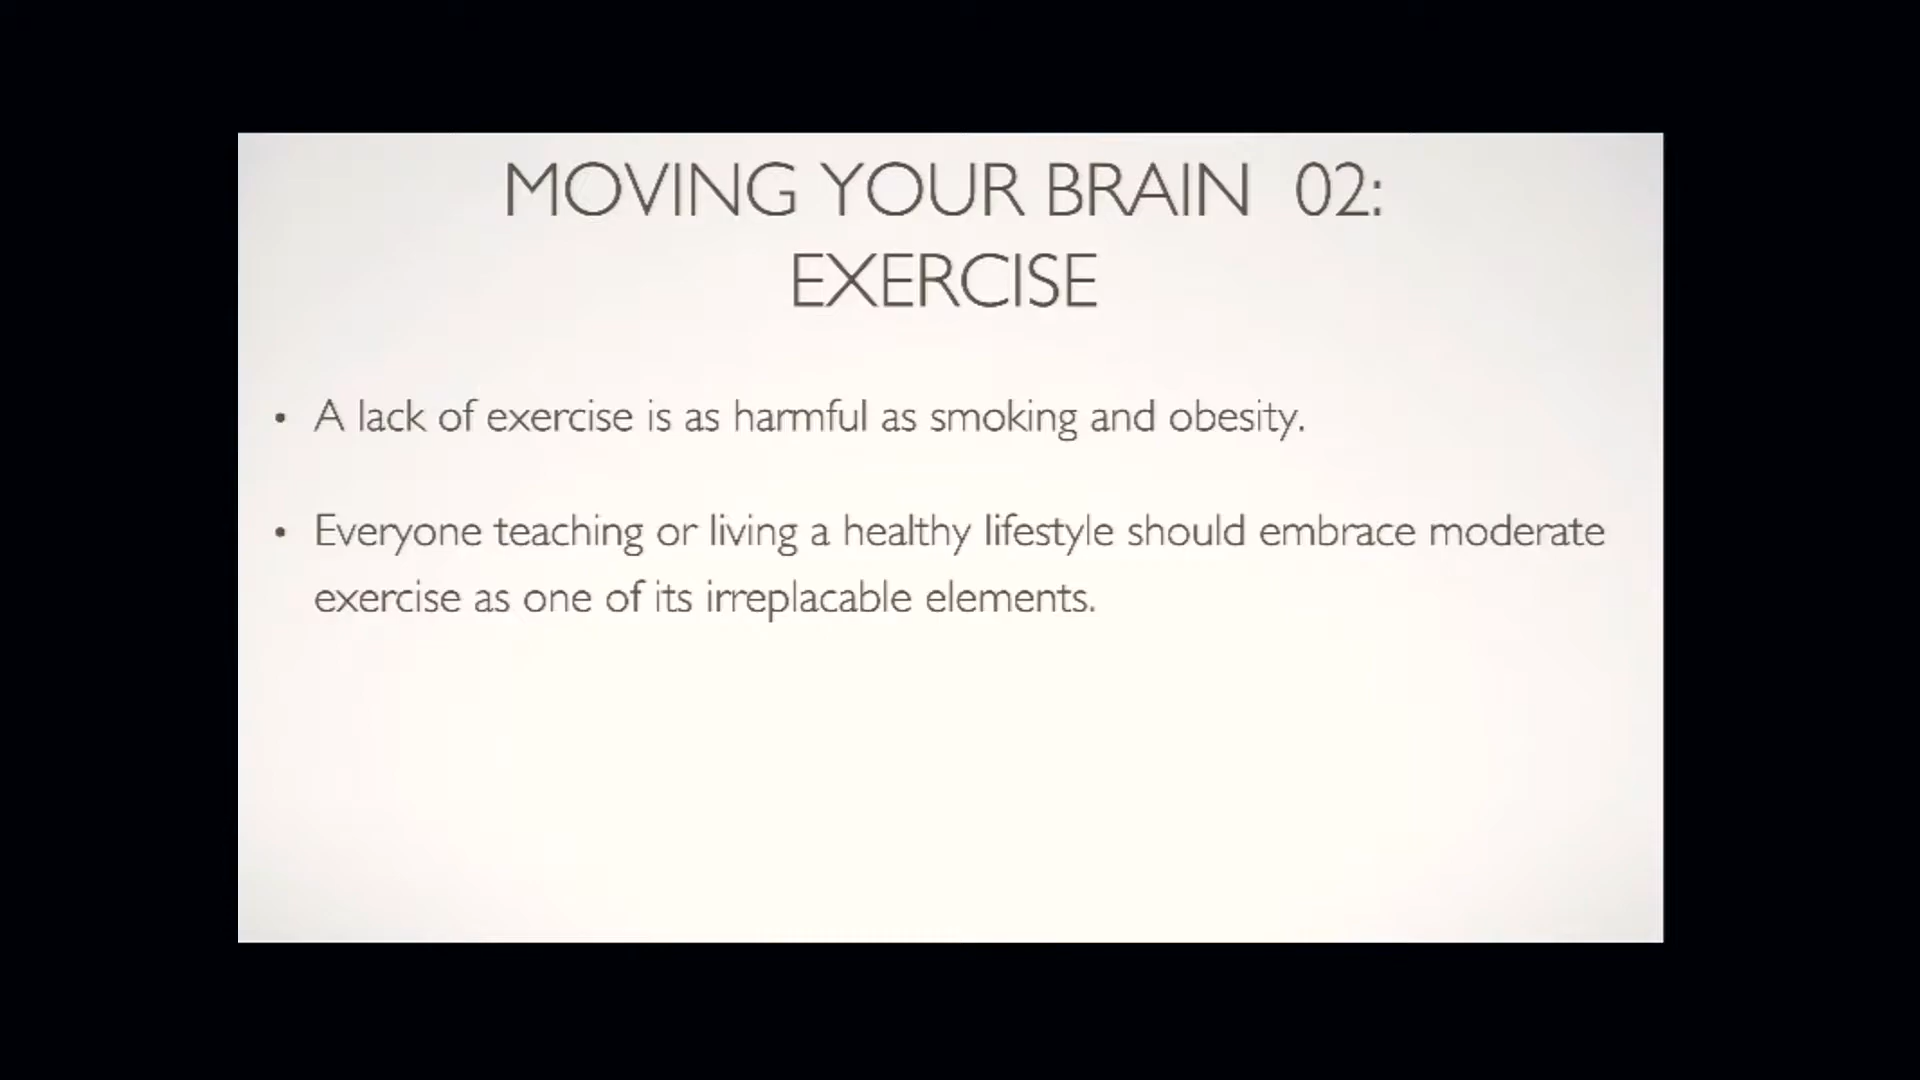 MOVING YOUR BRAIN 02:
EXERCISE
• A lack of exercise is as harmful as smoking and obesity.
• Everyone teaching or living a healthy lifestyle should embrace moderate
exercise as one of its irreplacable elements.